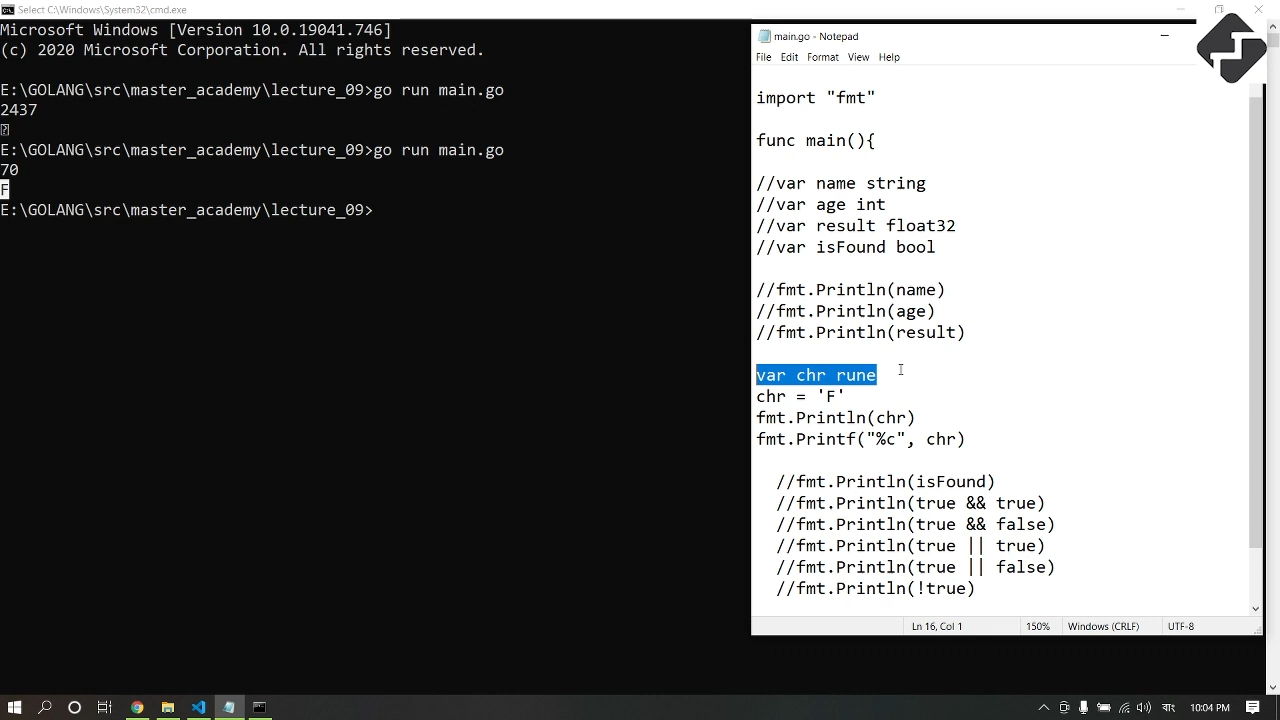 Select C:\Windows\System32\cmd.exe
Microsoft Windows [Version 10.0.19041.746]
(c) 2020 Microsoft Corporation. All rights reserved.
E:\GOLANG\src\master_academy\lecture_09>go run main.go
2437
E:\GOLANG\src\master_academy\lecture_09>go run main.go
70
F
E:\GOLANG\src\master_academy\lecture_09>
main.go - Notepad
File Edit Format View Help
import "fmt"
func main(){
//var name string
//var age int
//var result float32
//var isFound bool
//fmt.Println(name)
//fmt.Println(age)
//fmt.Println(result)
var chr rune
chr = 'F'
fmt.Println(chr)
fmt.Printf("%c", chr)
//fmt.Println(isFound)
//fmt.Println(true && true)
//fmt.Println(true && false)
//fmt.Println(true || true)
//fmt.Println(true || false)
//fmt.Println(!true)
Ln 16, Col 1 150% Windows (CRLF) UTF-8
বাং 10:04 PM